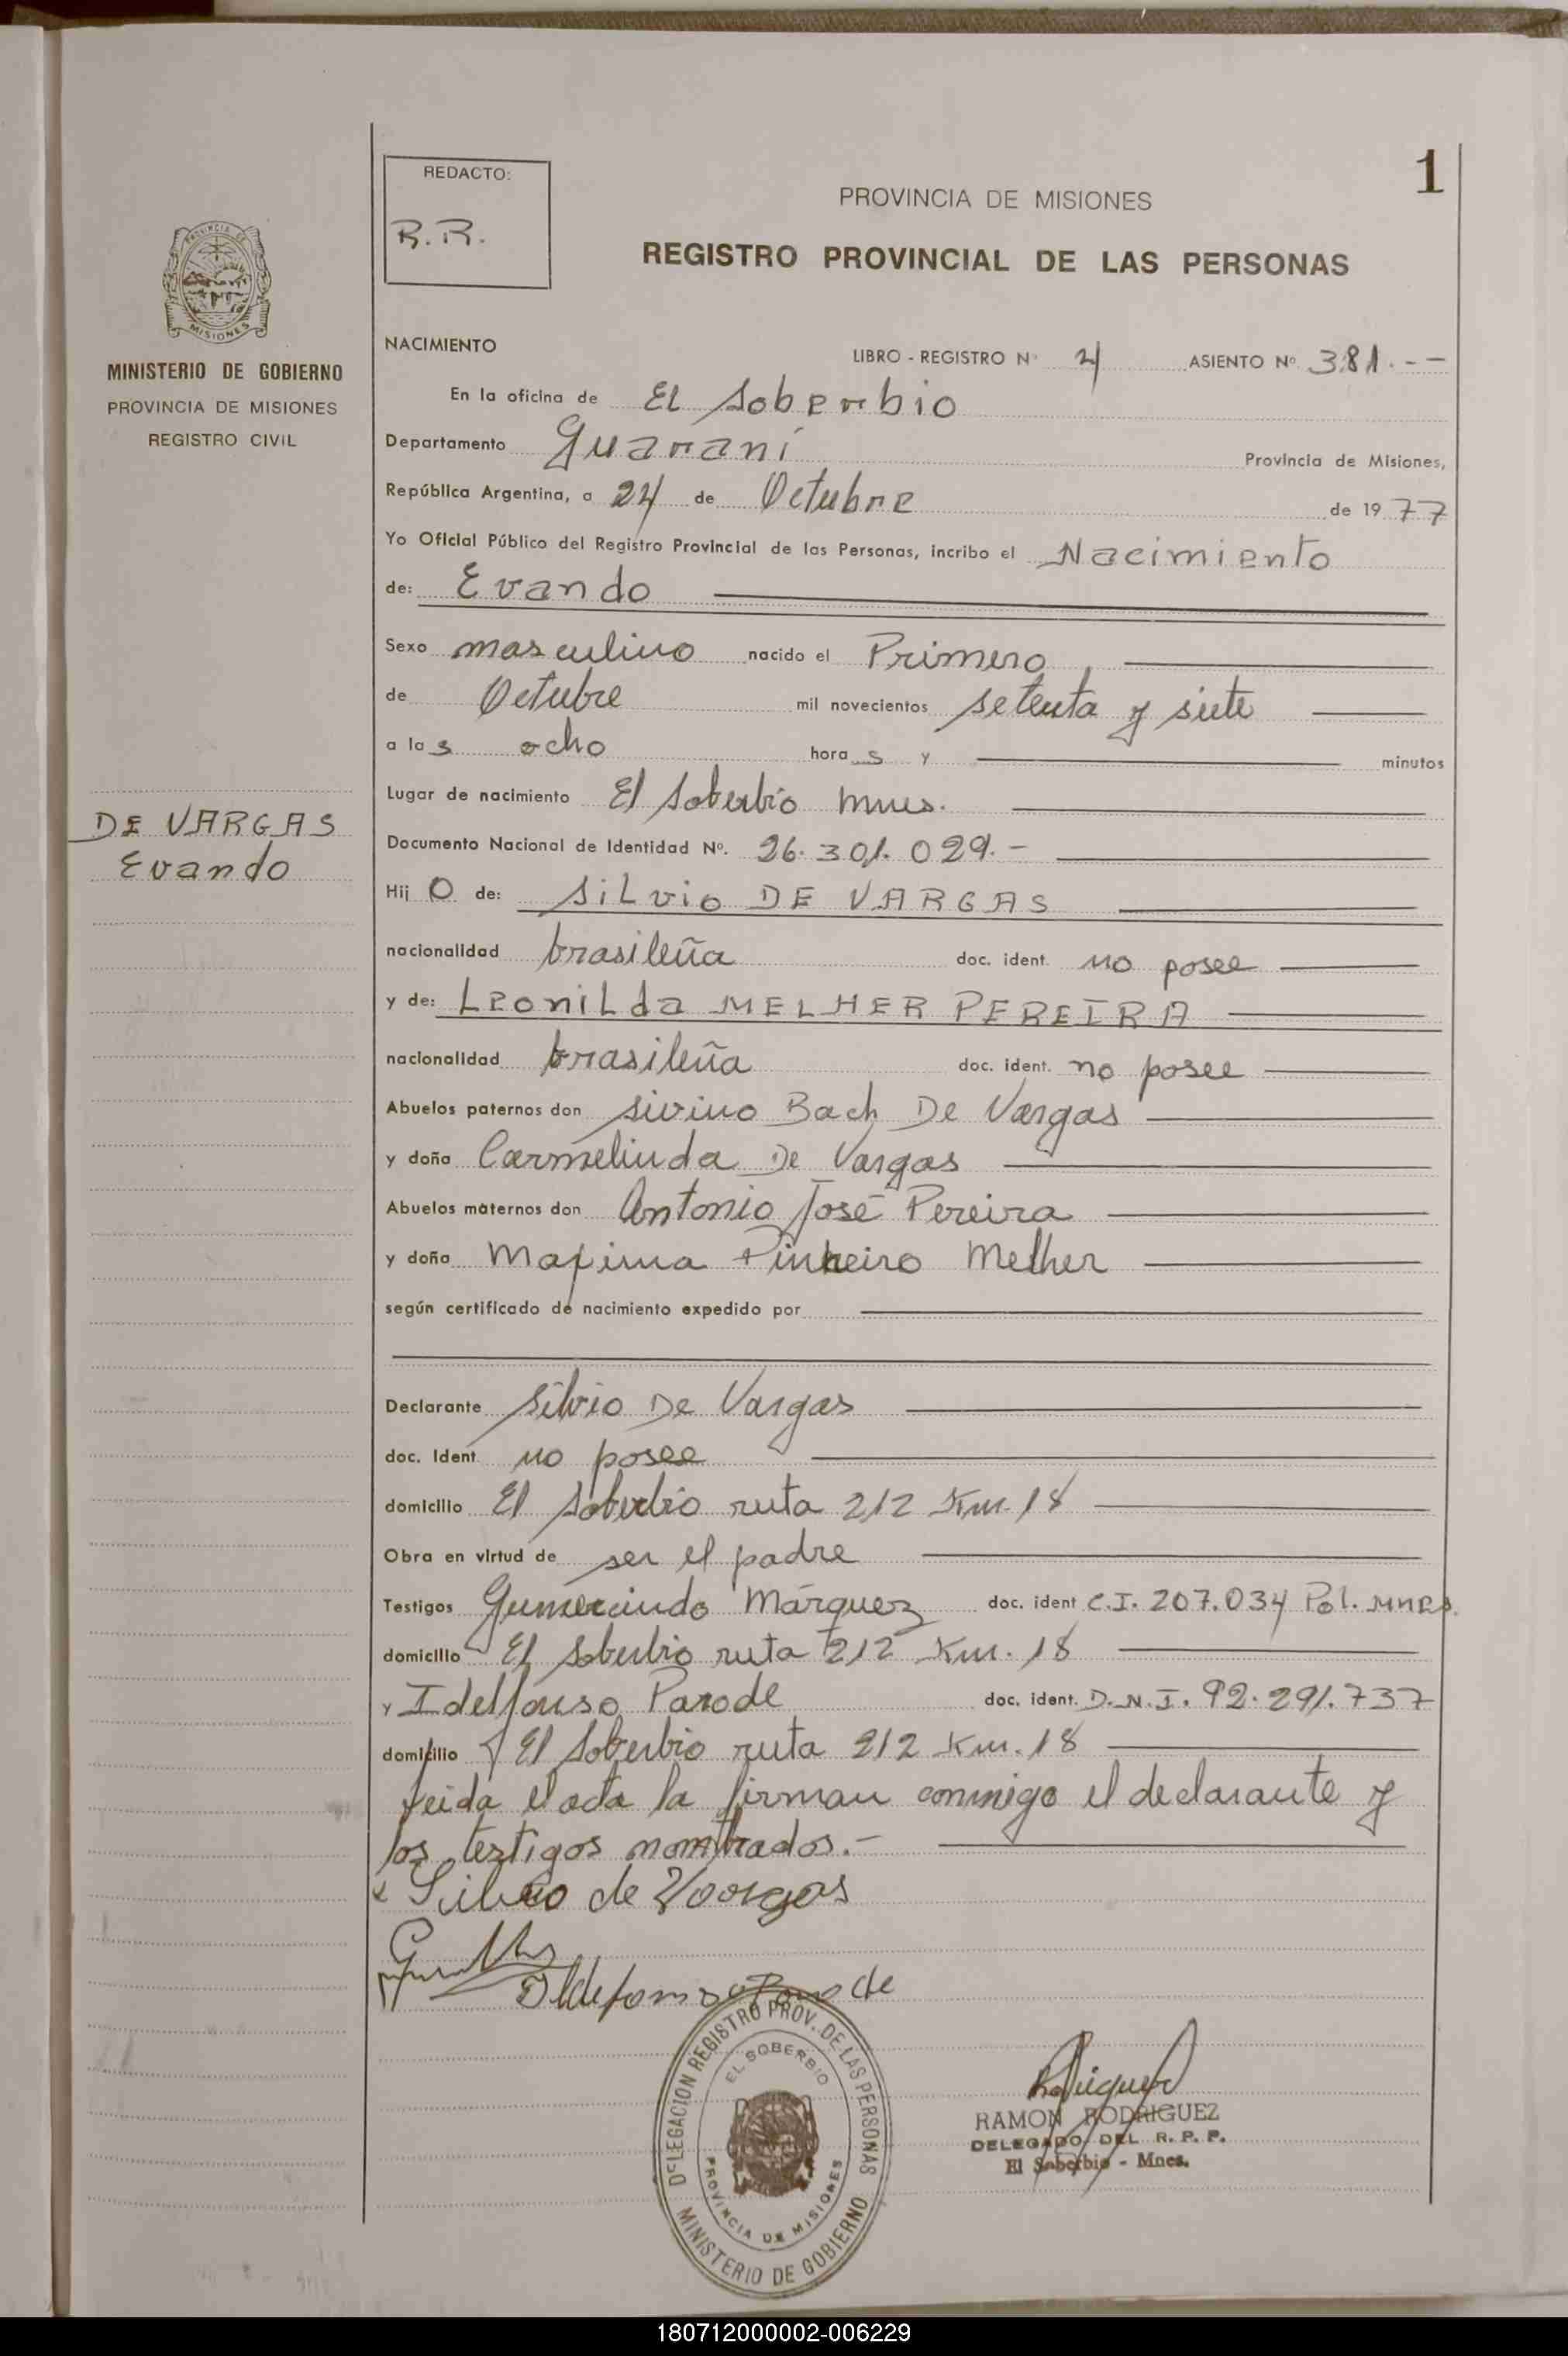 1
REDACTO:
R.R.
PROVINCIA DE MISIONES
REGISTRO PROVINCIAL DE LAS PERSONAS
PROVINCIA DE
MISIONES
MINISTERIO DE GOBIERNO
PROVINCIA DE MISIONES
REGISTRO CIVIL
DE VARGAS
Evando
NACIMIENTO
LIBRO - REGISTRO Nº 4 ASIENTO Nº 381.--
En la oficina de El Soberbio
Departamento Guaraní Provincia de Misiones,
República Argentina, a 24 de Octubre de 1977
Yo Oficial Público del Registro Provincial de las Personas, incribo el Nacimiento
de: Evando
Sexo masculino nacido el Primero
de Octubre mil novecientos setenta y siete
a las ocho horas y minutos
Lugar de nacimiento El Soberbio Mnes.
Documento Nacional de Identidad Nº. 26.301.029.-
Hijo de: Silvio DE VARGAS
nacionalidad brasileña doc. ident. no posee
y de: Leonilda MELHER PEREIRA
nacionalidad brasileña doc. ident. no posee
Abuelos paternos don Sivino Bach De Vargas
y doña Carmelinda De Vargas
Abuelos maternos don Antonio José Pereira
y doña Maxima Pinheiro Melher
según certificado de nacimiento expedido por
Declarante Silvio De Vargas
doc. Ident no posee
domicilio El Soberbio ruta 212 Km. 18
Obra en virtud de ser el padre
Testigos Gumercindo Márquez doc. ident C.I. 207.034 Pol. Mnes.
domicilio El Soberbio ruta 212 Km. 18
y Idelfonso Parode doc. ident. D.N.I. 92.291.737
domicilio El Soberbio ruta 212 Km. 18
Leida el acta la firman conmigo el declarante y
los testigos nombrados.-
Silvio de Vargas
Ildefonso Parode
DELEGACION REGISTRO PROV. DE LAS PERSONAS
EL SOBERBIO
PROVINCIA DE MISIONES
MINISTERIO DE GOBIERNO
RAMON RODRIGUEZ
DELEGADO DEL R. P. P.
El Soberbio - Mnes.
180712000002-006229